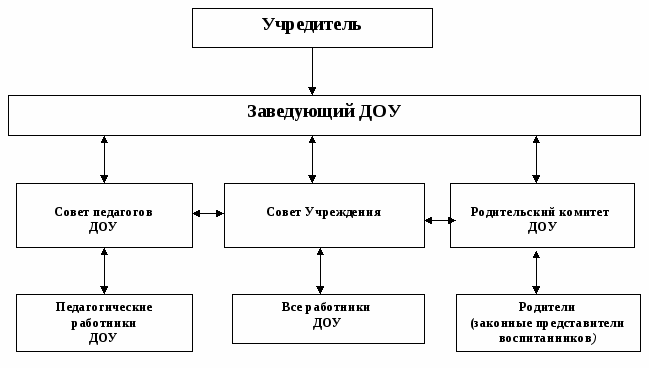 Учредитель
Заведующий ДОУ
Совет педагогов
ДОУ
Совет Учреждения
Родительский комитет
ДОУ
Педагогические
работники
ДОУ
Все работники
ДОУ
Родители
(законные представители
воспитанников)